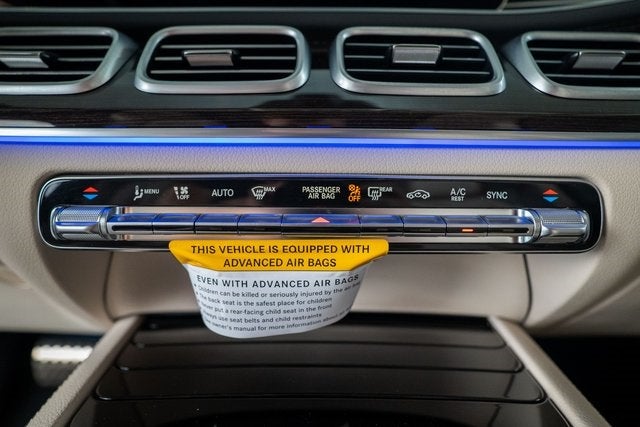 MENU OFF AUTO MAX PASSENGER AIR BAG OFF REAR A/C REST SYNC
THIS VEHICLE IS EQUIPPED WITH
ADVANCED AIR BAGS
EVEN WITH ADVANCED AIR BAGS
• Children can be killed or seriously injured by the air
• The back seat is the safest place for children
put a rear-facing child seat in the front
use seat belts and child restraints
owner's manual for more information about